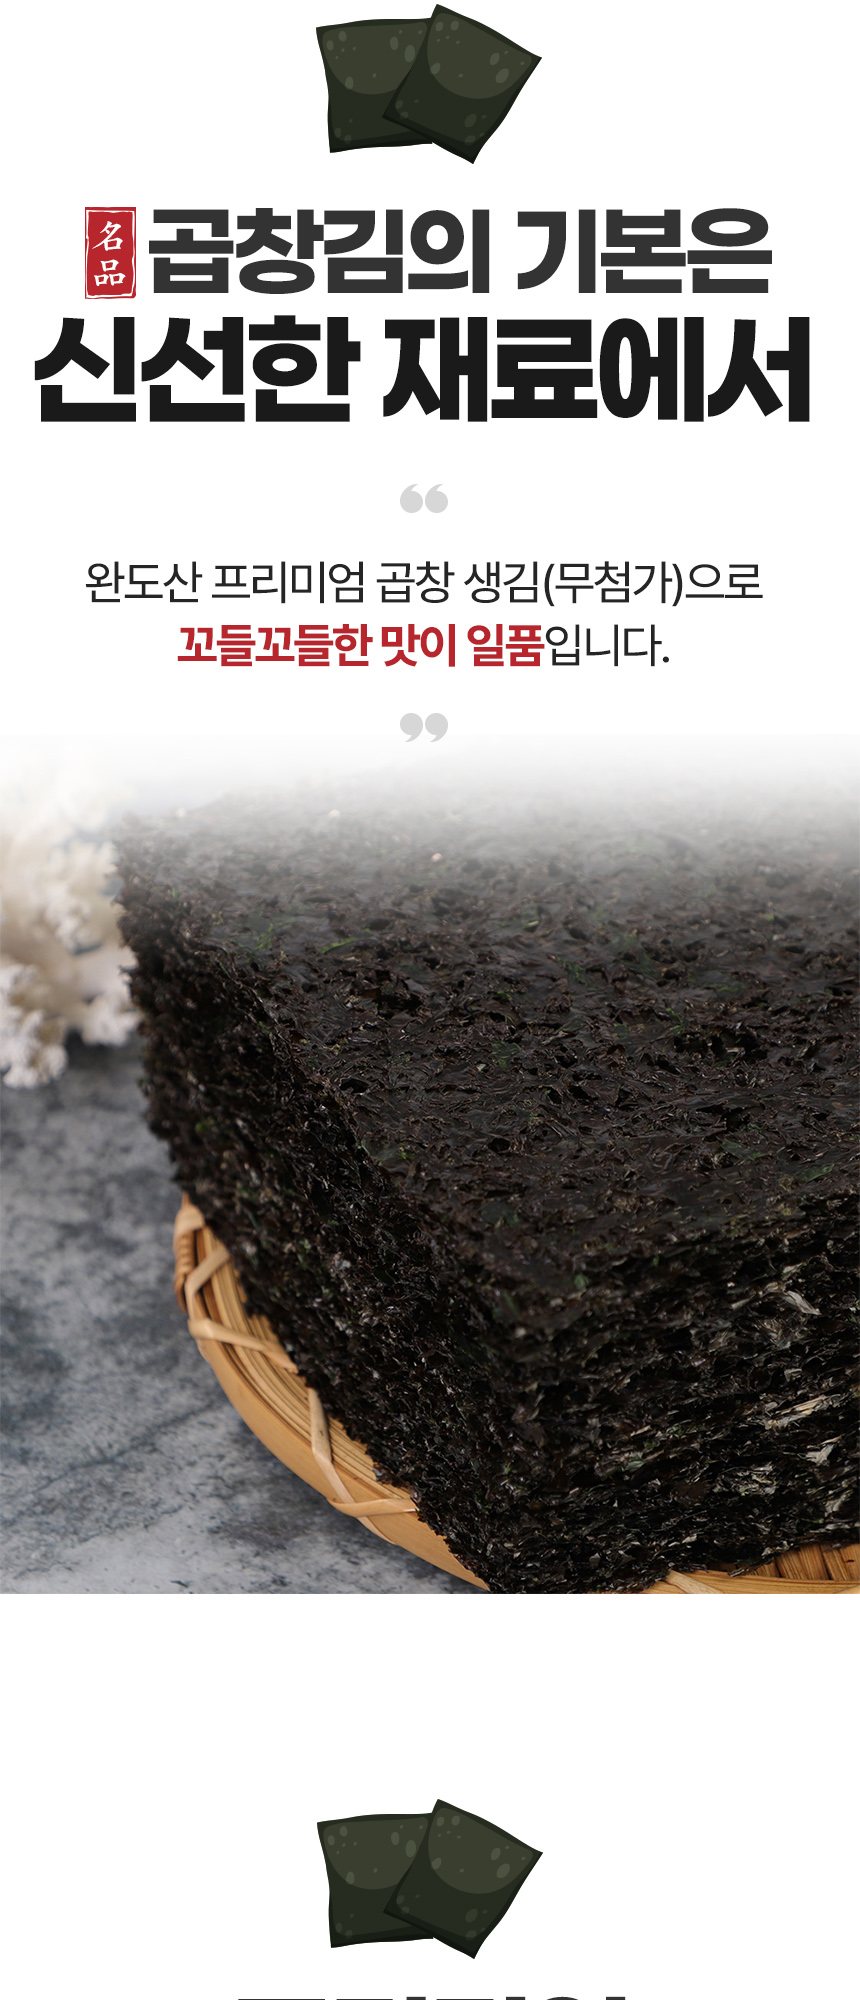 名品 곱창김의 기본은
신선한 재료에서
“
완도산 프리미엄 곱창 생김(무첨가)으로
꼬들꼬들한 맛이 일품입니다.
”